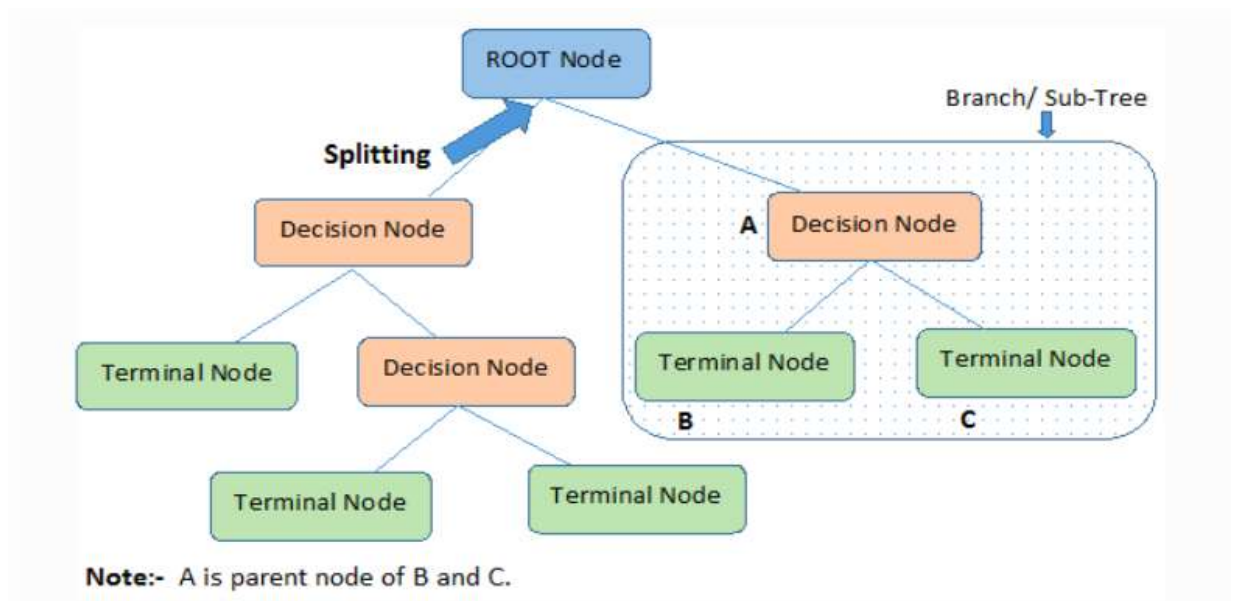 ROOT Node
Branch/ Sub-Tree
Splitting
Decision Node
A
Decision Node
Terminal Node
Decision Node
Terminal Node
Terminal Node
B
C
Terminal Node
Terminal Node
Note:- A is parent node of B and C.